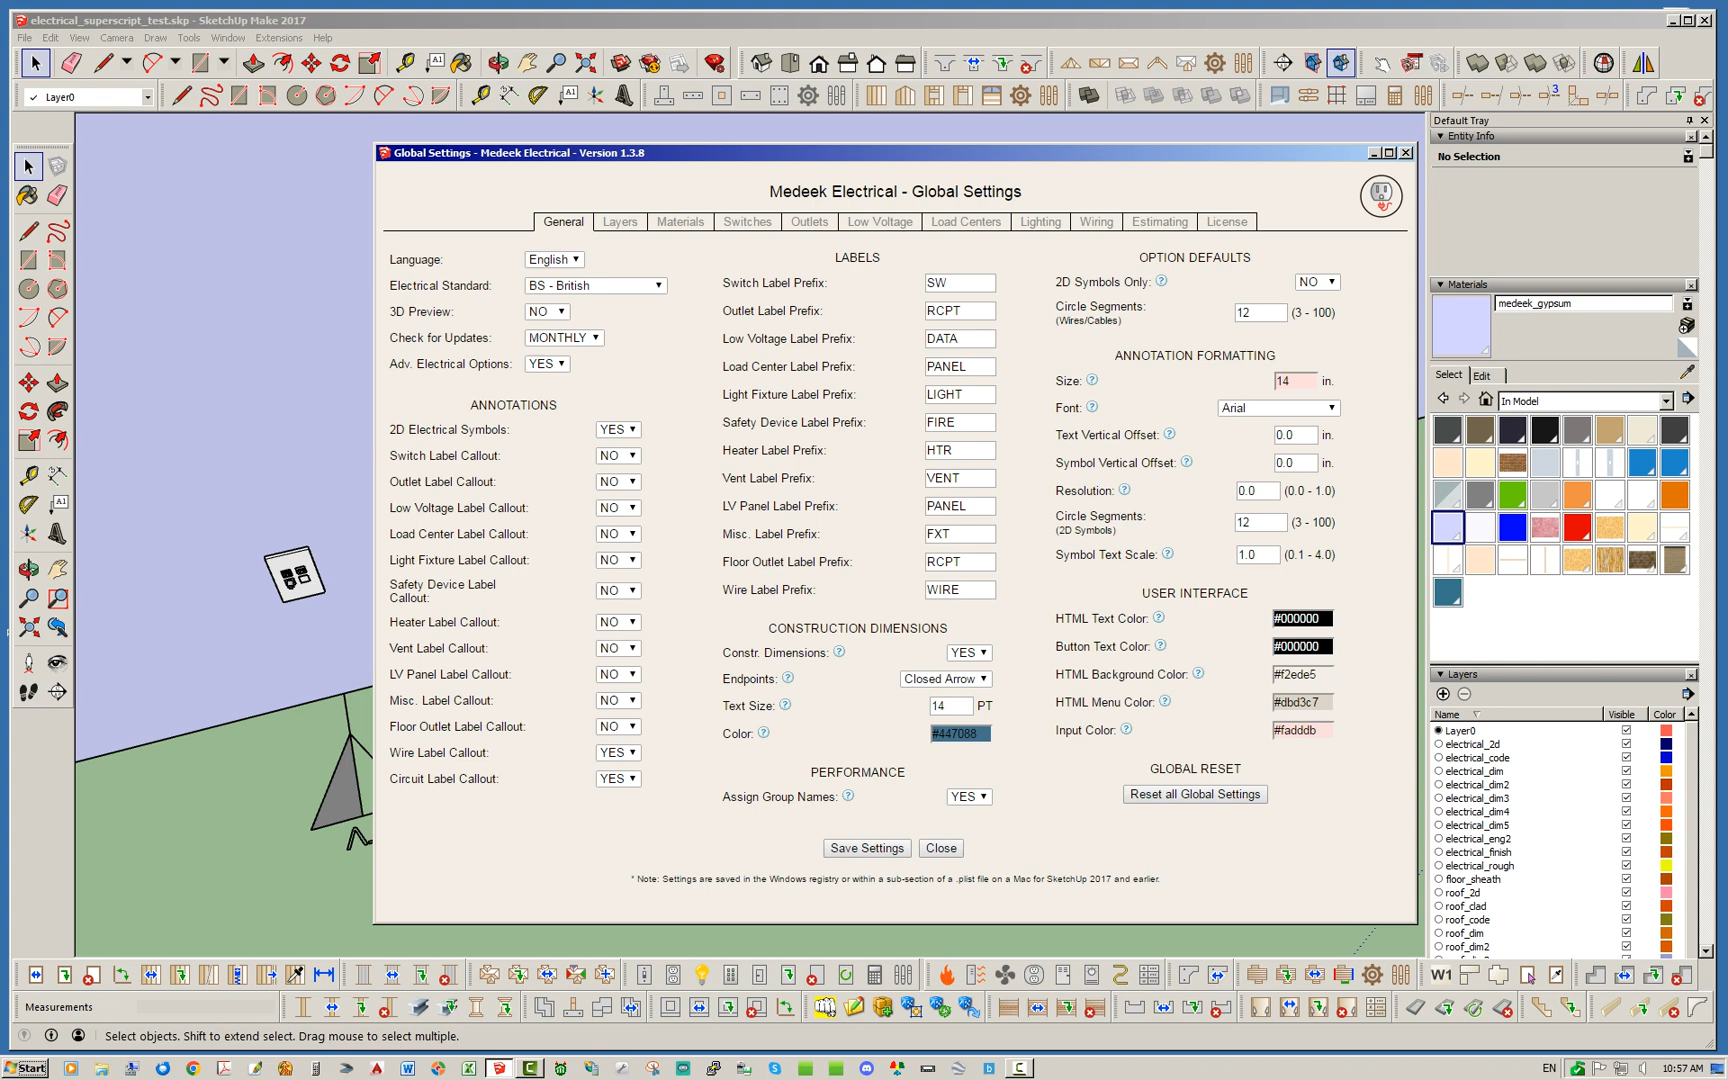 electrical_superscript_test.skp - SketchUp Make 2017
File Edit View Camera Draw Tools Window Extensions Help
Layer0
Default Tray
Entity Info
No Selection
Global Settings - Medeek Electrical - Version 1.3.8
Medeek Electrical - Global Settings
General Layers Materials Switches Outlets Low Voltage Load Centers Lighting Wiring Estimating License
Language: English
Electrical Standard: BS - British
3D Preview: NO
Check for Updates: MONTHLY
Adv. Electrical Options: YES
ANNOTATIONS
2D Electrical Symbols: YES
Switch Label Callout: NO
Outlet Label Callout: NO
Low Voltage Label Callout: NO
Load Center Label Callout: NO
Light Fixture Label Callout: NO
Safety Device Label
Callout: NO
Heater Label Callout: NO
Vent Label Callout: NO
LV Panel Label Callout: NO
Misc. Label Callout: NO
Floor Outlet Label Callout: NO
Wire Label Callout: YES
Circuit Label Callout: YES
LABELS
Switch Label Prefix: SW
Outlet Label Prefix: RCPT
Low Voltage Label Prefix: DATA
Load Center Label Prefix: PANEL
Light Fixture Label Prefix: LIGHT
Safety Device Label Prefix: FIRE
Heater Label Prefix: HTR
Vent Label Prefix: VENT
LV Panel Label Prefix: PANEL
Misc. Label Prefix: FXT
Floor Outlet Label Prefix: RCPT
Wire Label Prefix: WIRE
CONSTRUCTION DIMENSIONS
Constr. Dimensions: YES
Endpoints: Closed Arrow
Text Size: 14 PT
Color: #447088
PERFORMANCE
Assign Group Names: YES
OPTION DEFAULTS
2D Symbols Only: NO
Circle Segments: 12 (3 - 100)
(Wires/Cables)
ANNOTATION FORMATTING
Size: 14 in.
Font: Arial
Text Vertical Offset: 0.0 in.
Symbol Vertical Offset: 0.0 in.
Resolution: 0.0 (0.0 - 1.0)
Circle Segments: 12 (3 - 100)
(2D Symbols)
Symbol Text Scale: 1.0 (0.1 - 4.0)
USER INTERFACE
HTML Text Color: #000000
Button Text Color: #000000
HTML Background Color: #f2ede5
HTML Menu Color: #dbd3c7
Input Color: #fadddb
GLOBAL RESET
Reset all Global Settings
Save Settings Close
* Note: Settings are saved in the Windows registry or within a sub-section of a .plist file on a Mac for SketchUp 2017 and earlier.
Materials
medeek_gypsum
Select Edit
In Model
Layers
Name Visible Color
Layer0
electrical_2d
electrical_code
electrical_dim
electrical_dim2
electrical_dim3
electrical_dim4
electrical_dim5
electrical_eng2
electrical_finish
electrical_rough
floor_sheath
roof_2d
roof_clad
roof_code
roof_dim
roof_dim2
W1
Measurements
Select objects. Shift to extend select. Drag mouse to select multiple.
Start
EN
10:57 AM